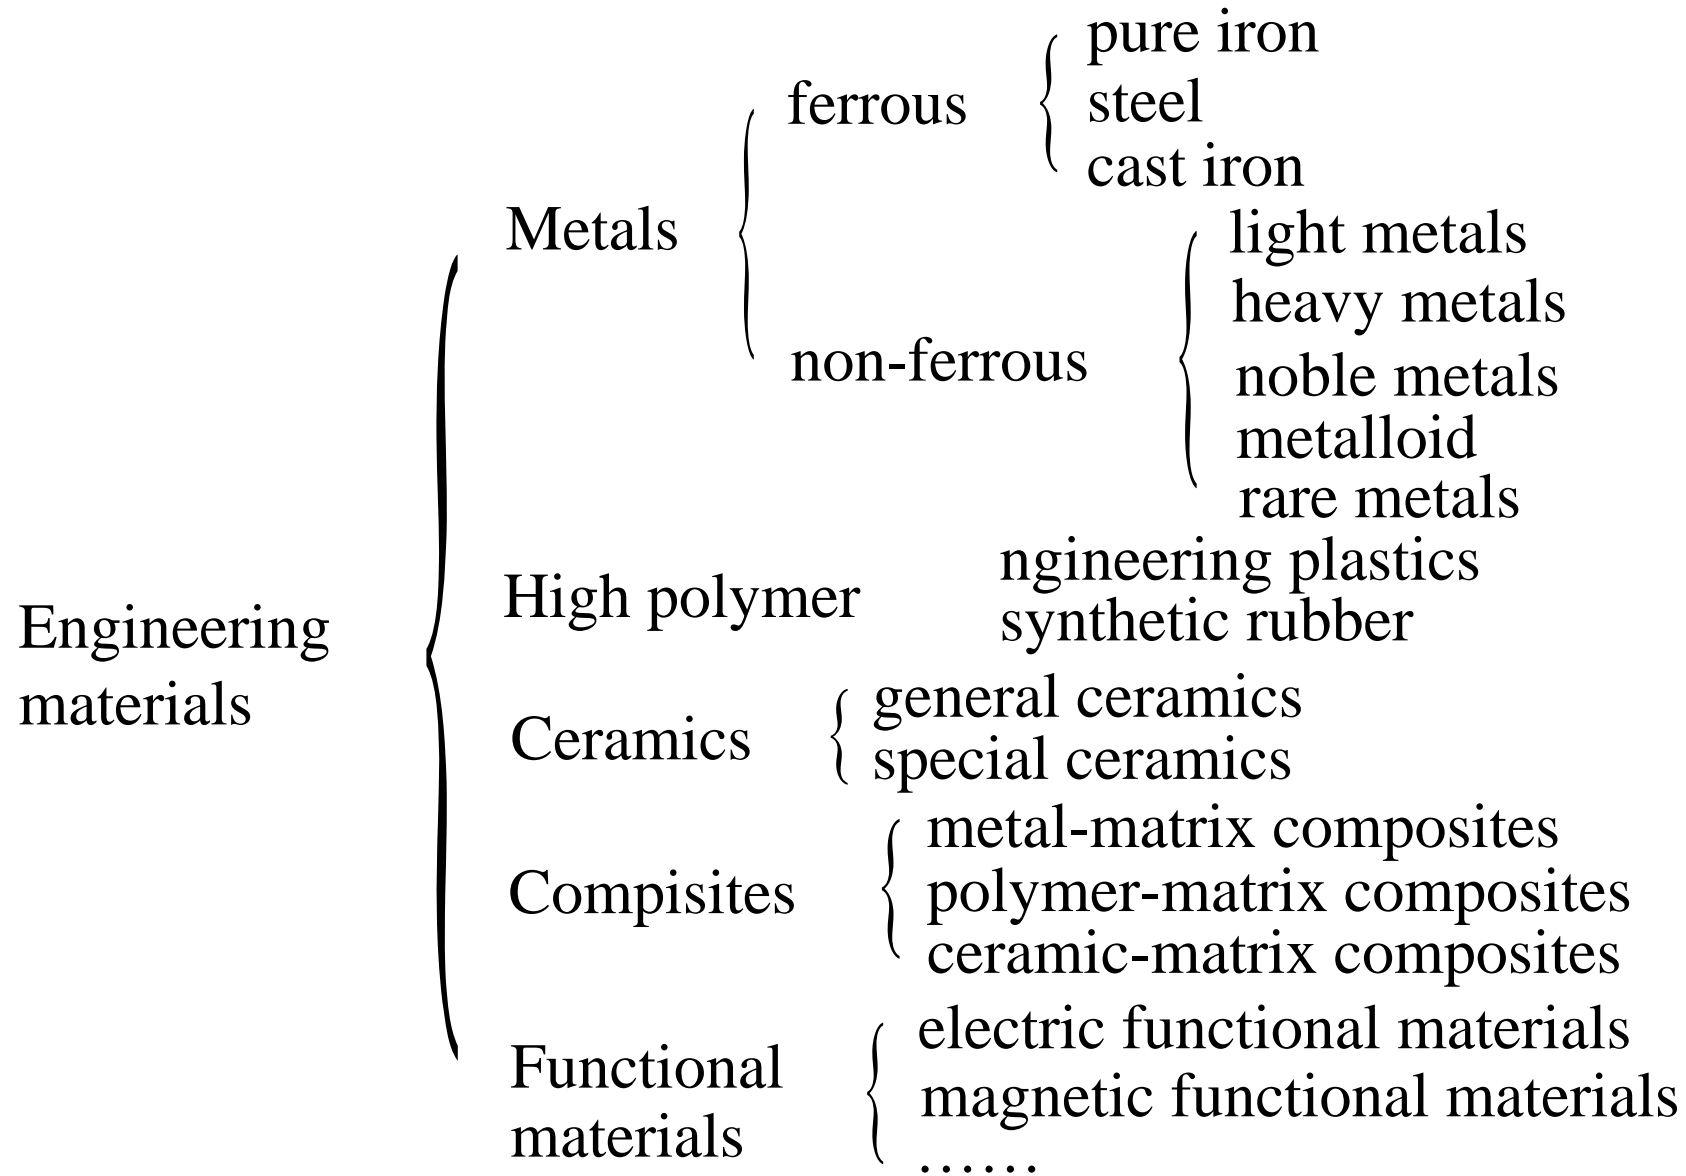 pure iron
ferrous
steel
cast iron
Metals
light metals
heavy metals
non-ferrous
noble metals
metalloid
rare metals
ngineering plastics
High polymer
synthetic rubber
Engineering
materials
general ceramics
Ceramics
special ceramics
metal-matrix composites
Compisites
polymer-matrix composites
ceramic-matrix composites
electric functional materials
Functional
materials
magnetic functional materials
……